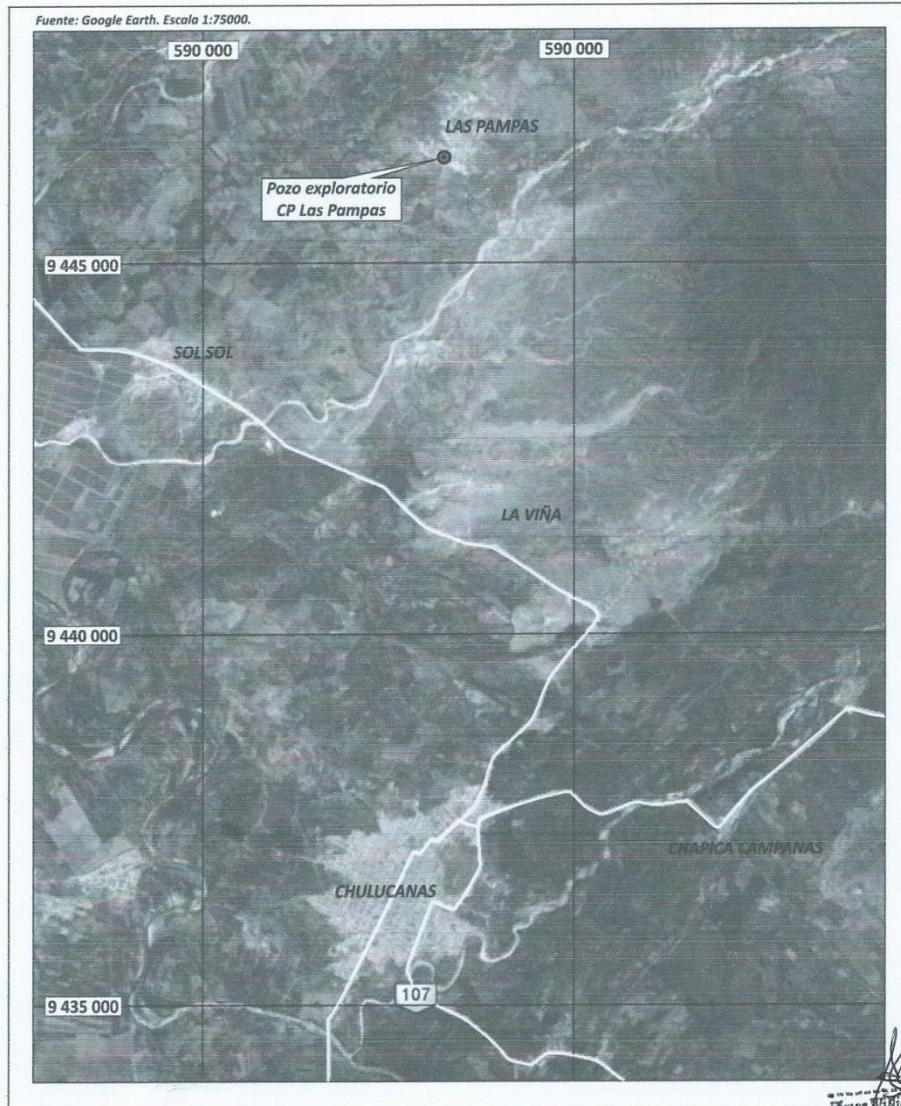 Fuente: Google Earth. Escala 1:75000.
590 000
590 000
LAS PAMPAS
Pozo exploratorio
CP Las Pampas
9 445 000
SOL SOL
LA VIÑA
9 440 000
CHAPICA CAMPANAS
CHULUCANAS
107
9 435 000